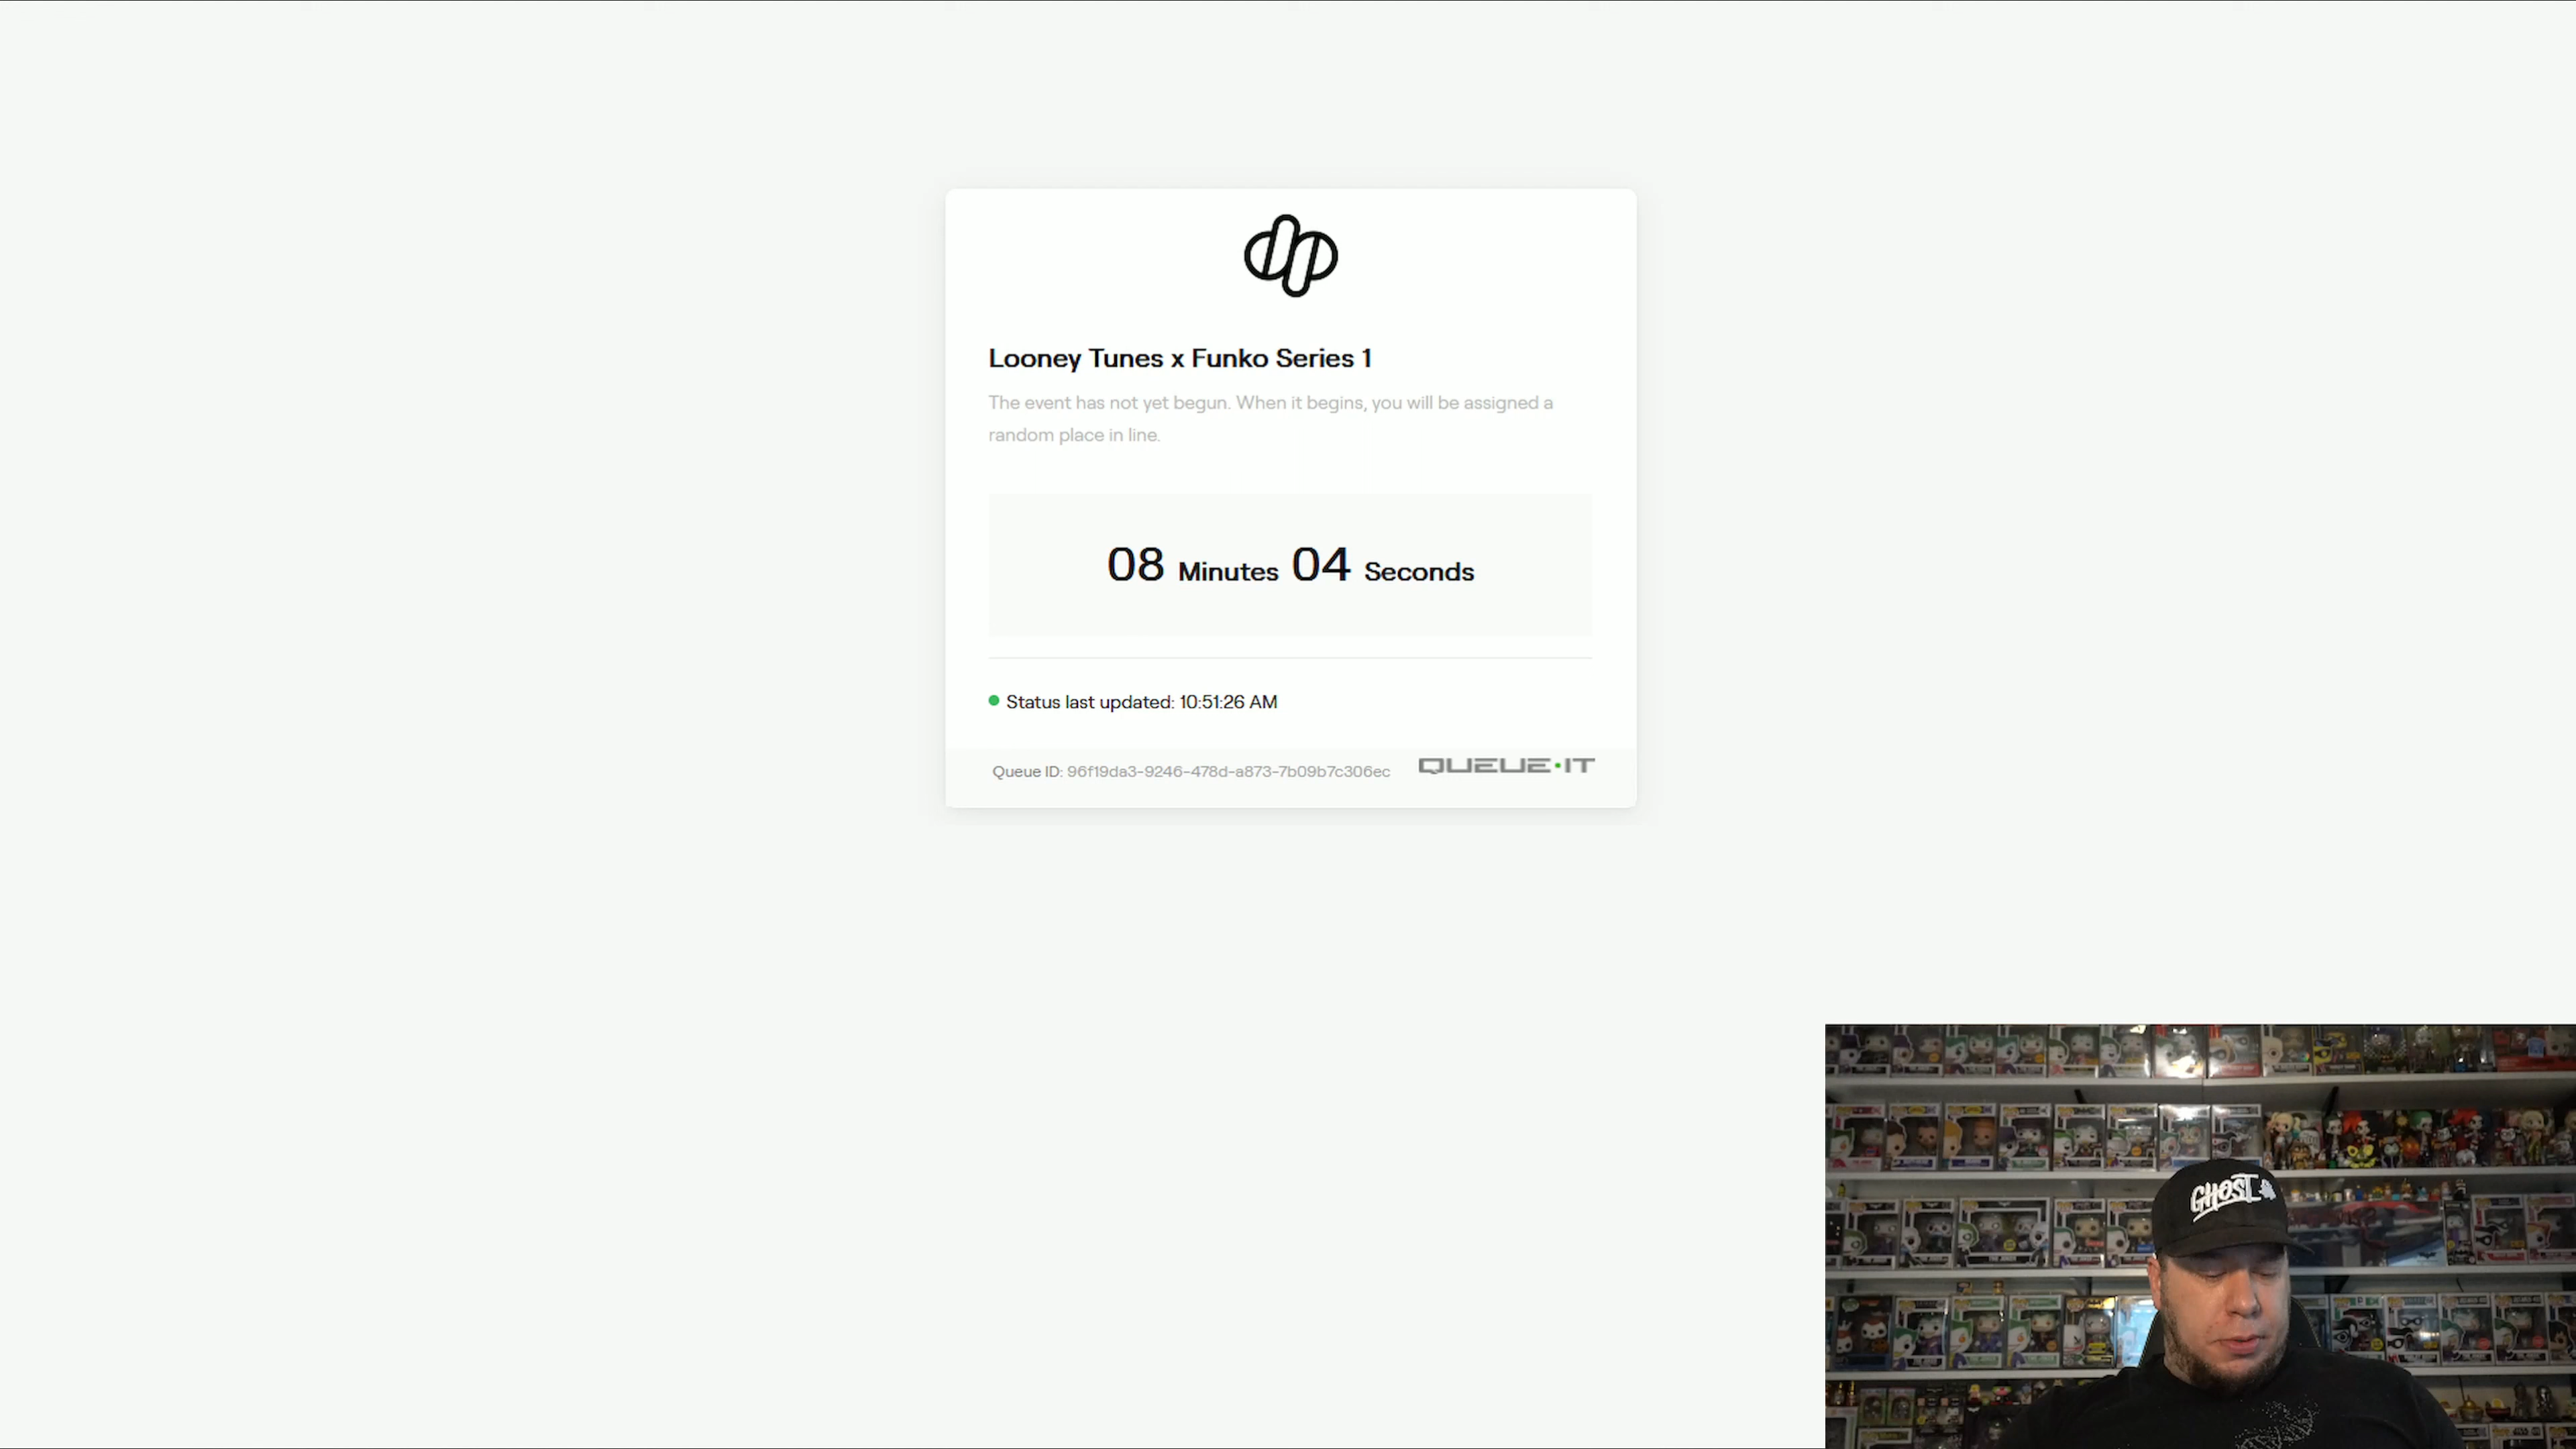 Looney Tunes x Funko Series 1
The event has not yet begun. When it begins, you will be assigned a
random place in line.
08 Minutes 04 Seconds
Status last updated: 10:51:26 AM
Queue ID: 96f19da3-9246-478d-a873-7b09b7c306ec
QUEUE·IT
GHOST